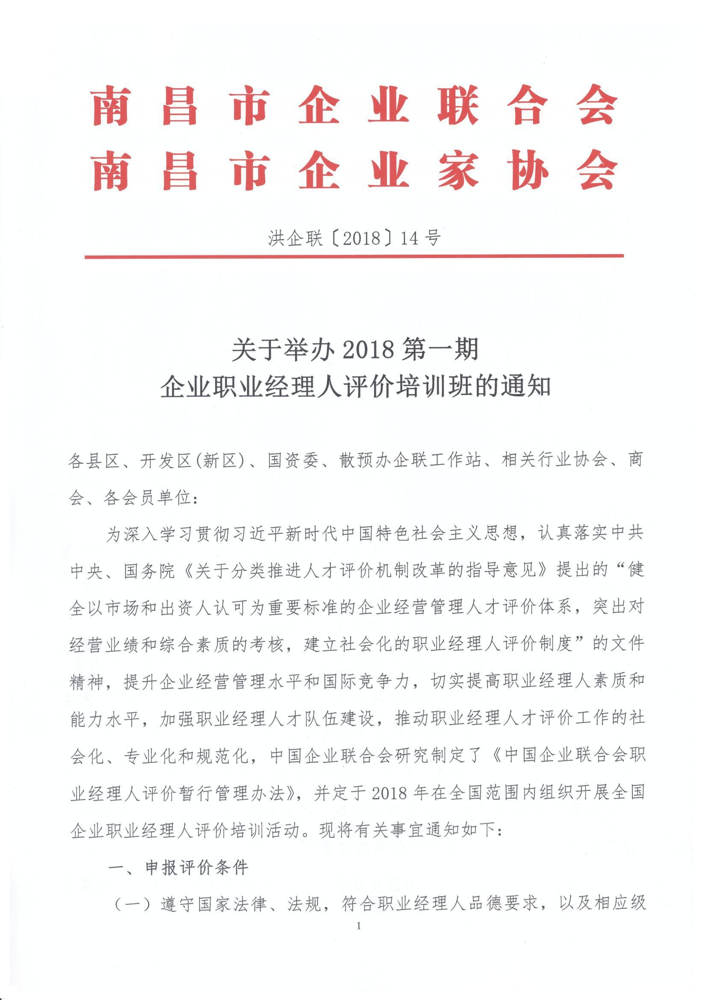 南昌市企业联合会
南昌市企业家协会
洪企联〔2018〕14号
关于举办2018第一期
企业职业经理人评价培训班的通知
各县区、开发区(新区)、国资委、散预办企联工作站、相关行业协会、商
会、各会员单位：
为深入学习贯彻习近平新时代中国特色社会主义思想，认真落实中共
中央、国务院《关于分类推进人才评价机制改革的指导意见》提出的“健
全以市场和出资人认可为重要标准的企业经营管理人才评价体系，突出对
经营业绩和综合素质的考核，建立社会化的职业经理人评价制度”的文件
精神，提升企业经营管理水平和国际竞争力，切实提高职业经理人素质和
能力水平，加强职业经理人才队伍建设，推动职业经理人才评价工作的社
会化、专业化和规范化，中国企业联合会研究制定了《中国企业联合会职
业经理人评价暂行管理办法》，并定于2018年在全国范围内组织开展全国
企业职业经理人评价培训活动。现将有关事宜通知如下：
一、申报评价条件
（一）遵守国家法律、法规，符合职业经理人品德要求，以及相应级
1